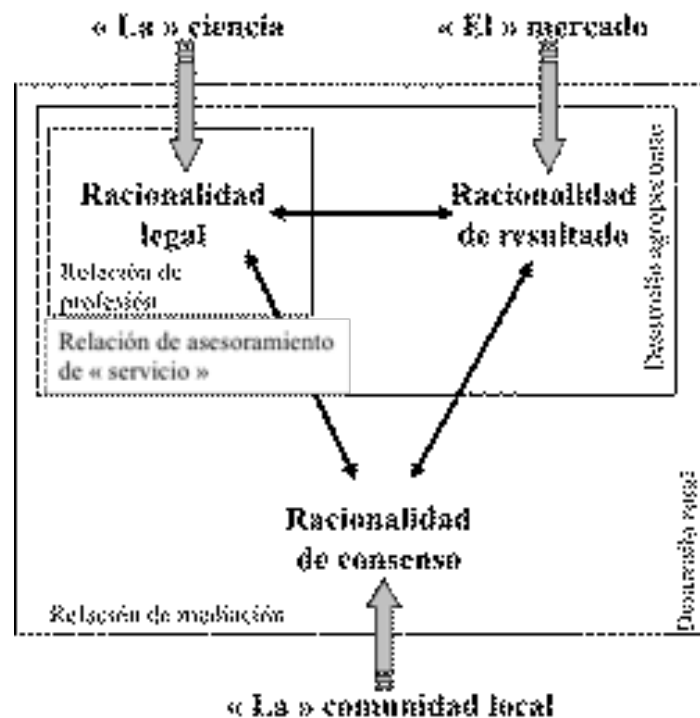 « La » ciencia
« El » mercado
Racionalidad
legal
Racionalidad
de resultado
Relación de
profesión
Relación de asesoramiento
de « servicio »
Desarrollo agropecuario
Racionalidad
de consenso
Relación de mediación
Desarrollo rural
« La » comunidad local